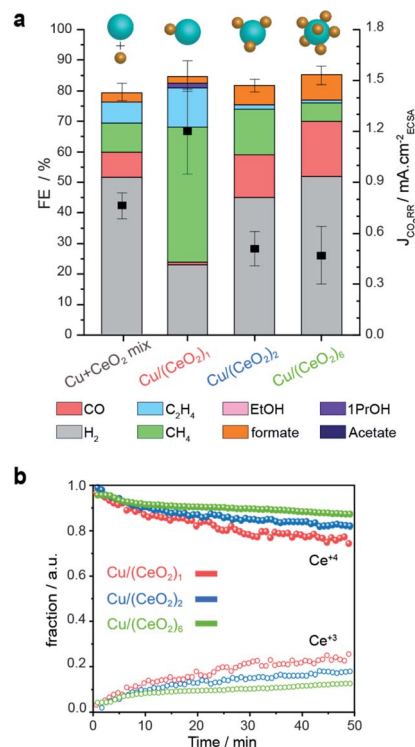 a
+
100
90
80
70
60
50
40
30
20
10
0
FE / %
1.8
1.5
1.2
0.9
0.6
0.3
0.0
J_CO₂RR / mA.cm⁻²_ECSA
Cu+CeO₂ mix
Cu/(CeO₂)₁
Cu/(CeO₂)₂
Cu/(CeO₂)₆
CO C₂H₄ EtOH 1PrOH
H₂ CH₄ formate Acetate
b
1.0
0.8
0.6
0.4
0.2
0.0
fraction / a.u.
Cu/(CeO₂)₁
Cu/(CeO₂)₂
Cu/(CeO₂)₆
Ce⁺⁴
Ce⁺³
0 10 20 30 40 50
Time / min